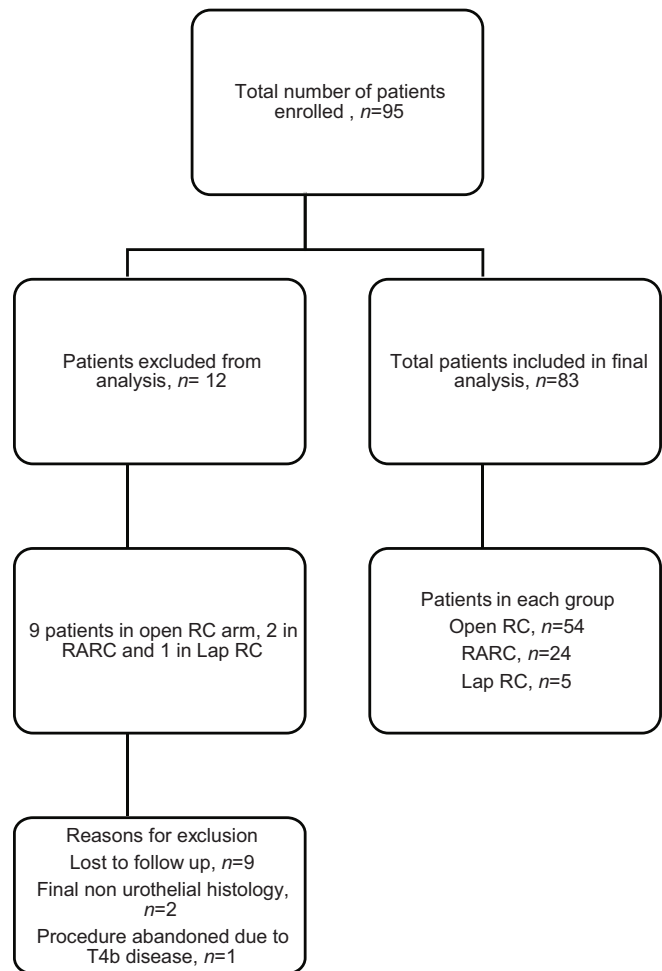 Total number of patients
enrolled , n=95
Patients excluded from
analysis, n= 12
Total patients included in final
analysis, n=83
9 patients in open RC arm, 2 in
RARC and 1 in Lap RC
Patients in each group
Open RC, n=54
RARC, n=24
Lap RC, n=5
Reasons for exclusion
Lost to follow up, n=9
Final non urothelial histology,
n=2
Procedure abandoned due to
T4b disease, n=1